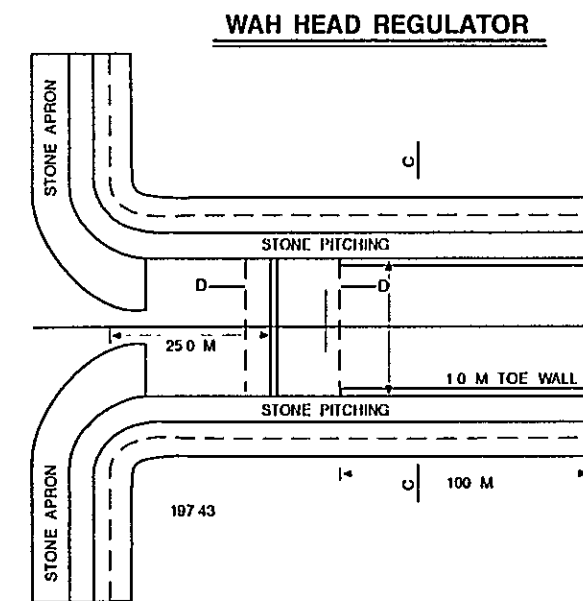 WAH HEAD REGULATOR
STONE APRON
C
STONE PITCHING
D
D
25 0 M
1 0 M TOE WALL
STONE PITCHING
STONE APRON
C
100 M
197 43